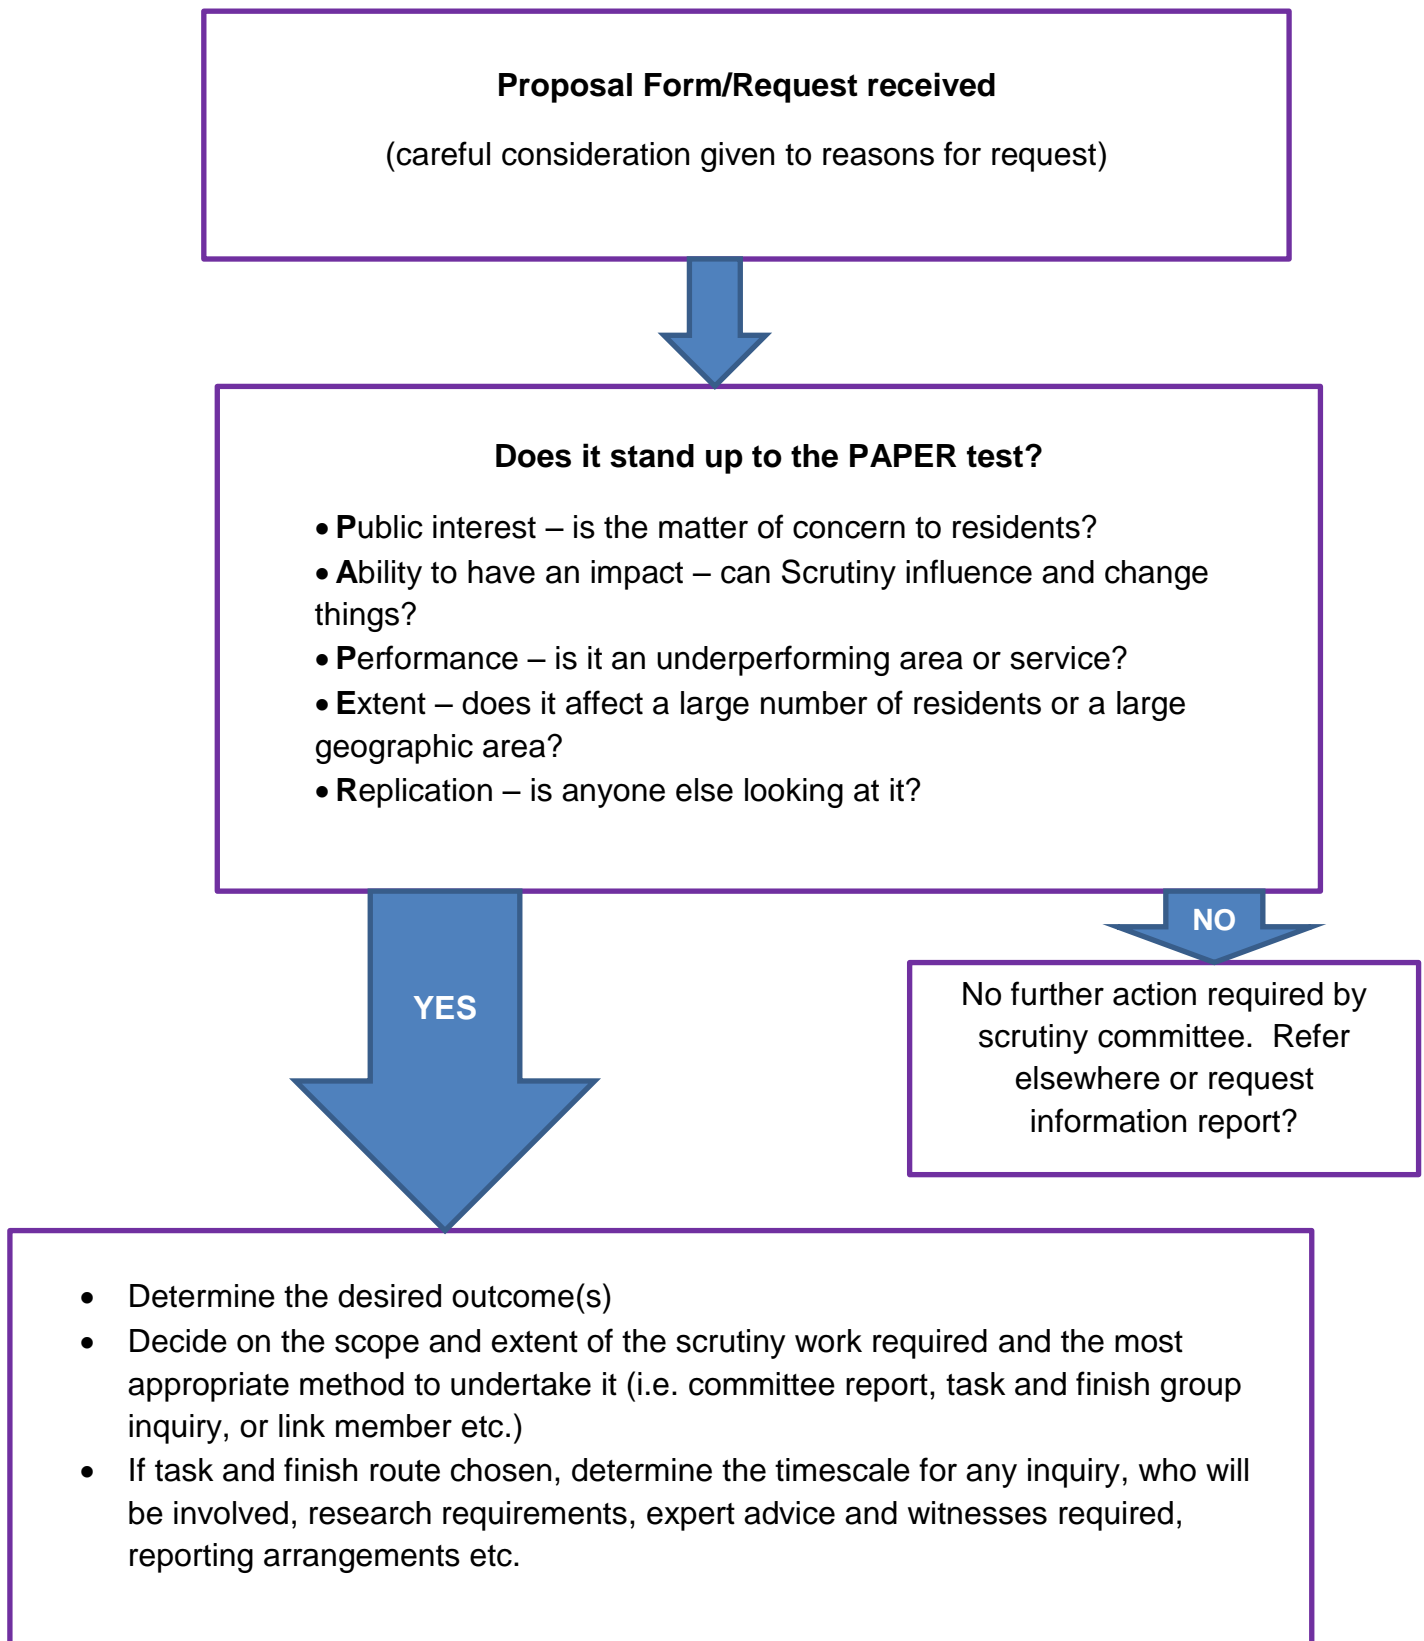 Proposal Form/Request received
(careful consideration given to reasons for request)
Does it stand up to the PAPER test?
• Public interest – is the matter of concern to residents?
• Ability to have an impact – can Scrutiny influence and change
things?
• Performance – is it an underperforming area or service?
• Extent – does it affect a large number of residents or a large
geographic area?
• Replication – is anyone else looking at it?
NO
No further action required by
scrutiny committee.  Refer
elsewhere or request
information report?
YES
• Determine the desired outcome(s)
• Decide on the scope and extent of the scrutiny work required and the most
appropriate method to undertake it (i.e. committee report, task and finish group
inquiry, or link member etc.)
• If task and finish route chosen, determine the timescale for any inquiry, who will
be involved, research requirements, expert advice and witnesses required,
reporting arrangements etc.